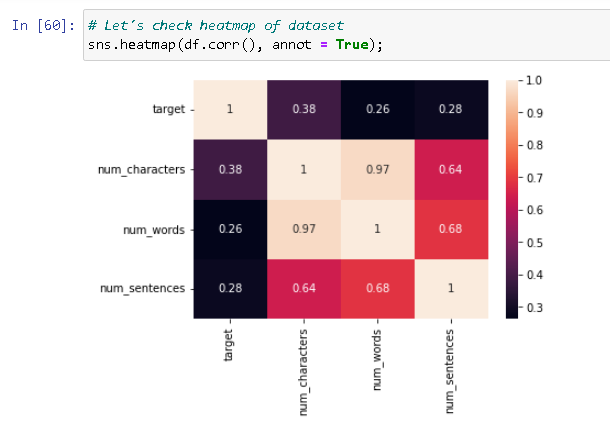 In [60]: # Let's check heatmap of dataset
sns.heatmap(df.corr(), annot = True);
target 1 0.38 0.26 0.28
num_characters 0.38 1 0.97 0.64
num_words 0.26 0.97 1 0.68
num_sentences 0.28 0.64 0.68 1
target num_characters num_words num_sentences
1.0
0.9
0.8
0.7
0.6
0.5
0.4
0.3